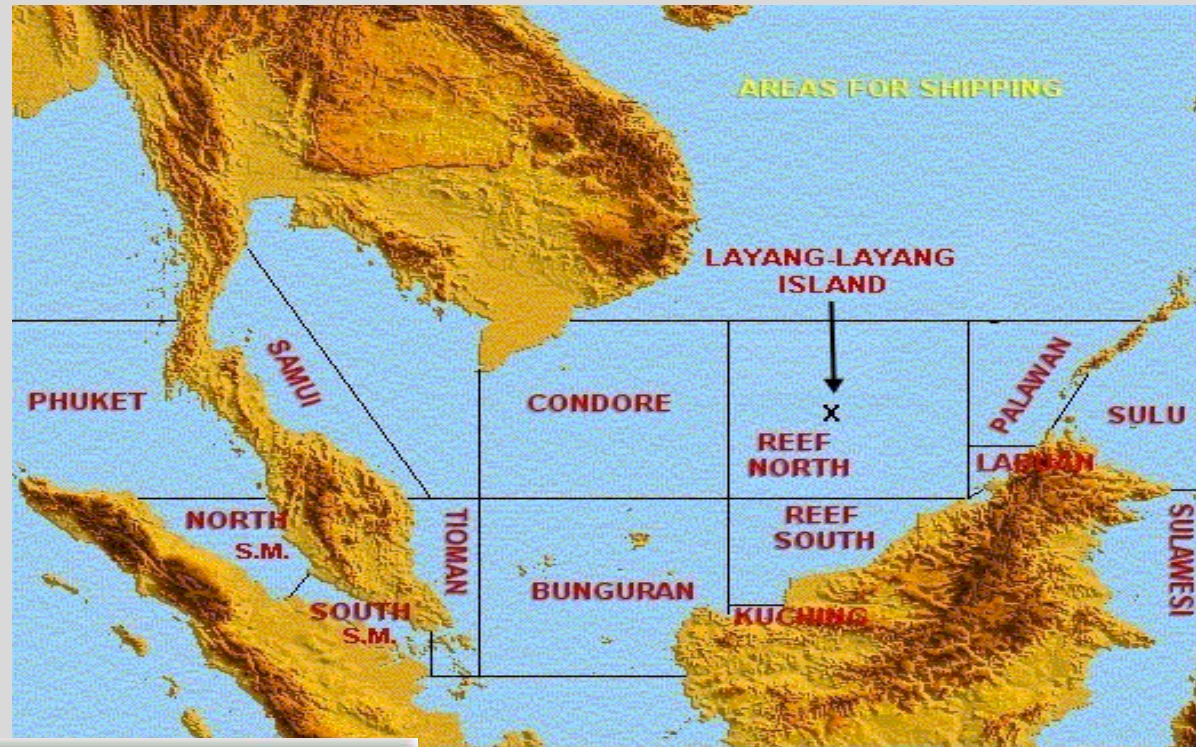 AREAS FOR SHIPPING
LAYANG-LAYANG
ISLAND
SAMUI
PHUKET
CONDORE
X
PALAWAN
SULU
REEF
NORTH
LABUAN
NORTH
S.M.
TIOMAN
REEF
SOUTH
SULAWESI
BUNGURAN
SOUTH
S.M.
KUCHING